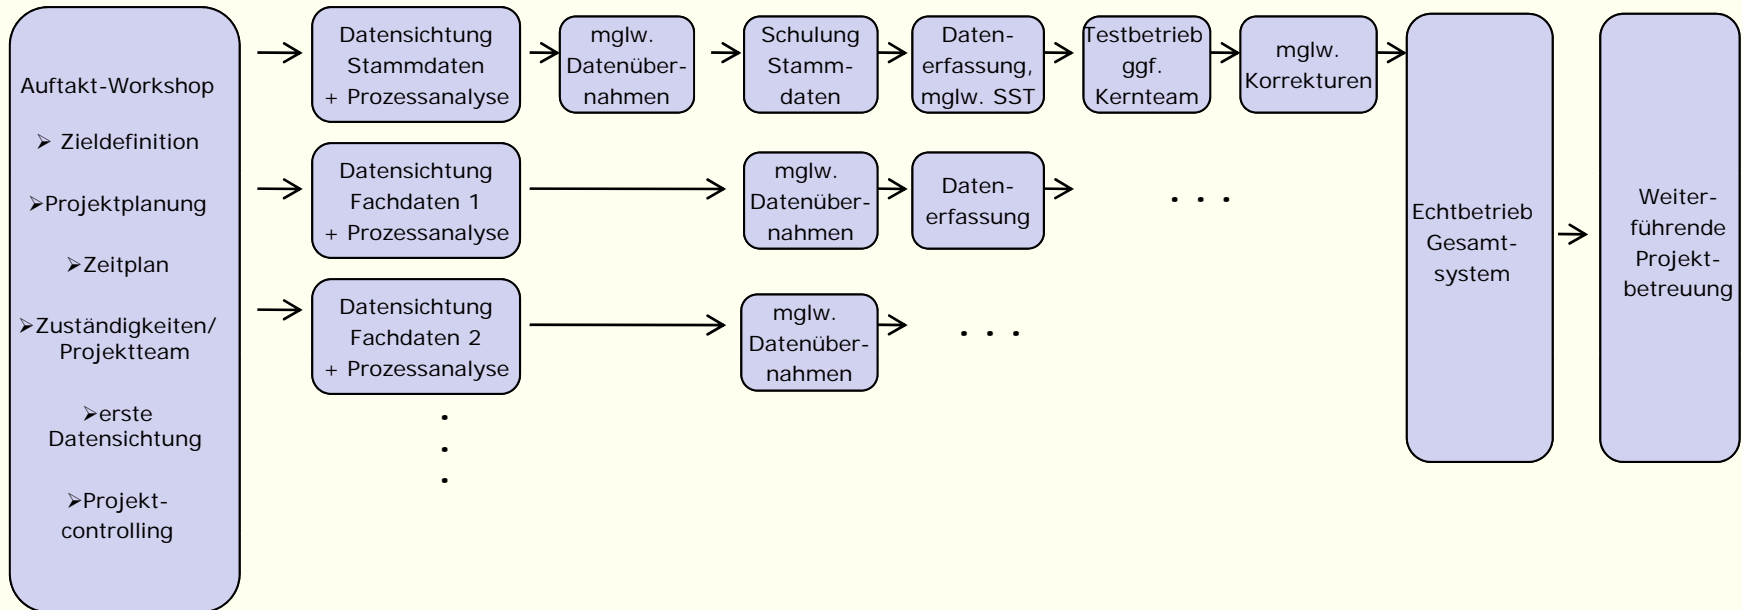 Auftakt-Workshop
➢ Zieldefinition
➢Projektplanung
➢Zeitplan
➢Zuständigkeiten/
Projektteam
➢erste
Datensichtung
➢Projekt-
controlling
Datensichtung
Stammdaten
+ Prozessanalyse
mglw.
Datenüber-
nahmen
Schulung
Stamm-
daten
Daten-
erfassung,
mglw. SST
Testbetrieb
ggf.
Kernteam
mglw.
Korrekturen
Datensichtung
Fachdaten 1
+ Prozessanalyse
mglw.
Datenüber-
nahmen
Daten-
erfassung
. . .
Datensichtung
Fachdaten 2
+ Prozessanalyse
mglw.
Datenüber-
nahmen
. . .
.
.
.
Echtbetrieb
Gesamt-
system
Weiter-
führende
Projekt-
betreuung